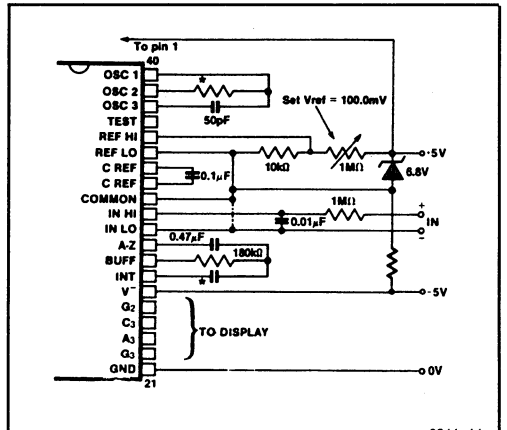 To pin 1
40
OSC 1
OSC 2
*
OSC 3
50pF
TEST
Set Vref = 100.0mV
REF HI
REF LO
10kΩ
1MΩ
+5V
6.8V
C REF
0.1µF
C REF
COMMON
1MΩ
IN HI
+
0.01µF
IN
IN LO
−
A-Z
0.47µF
BUFF
180kΩ
INT
*
V⁻
-5V
G2
C3
TO DISPLAY
A3
G3
GND
0V
21